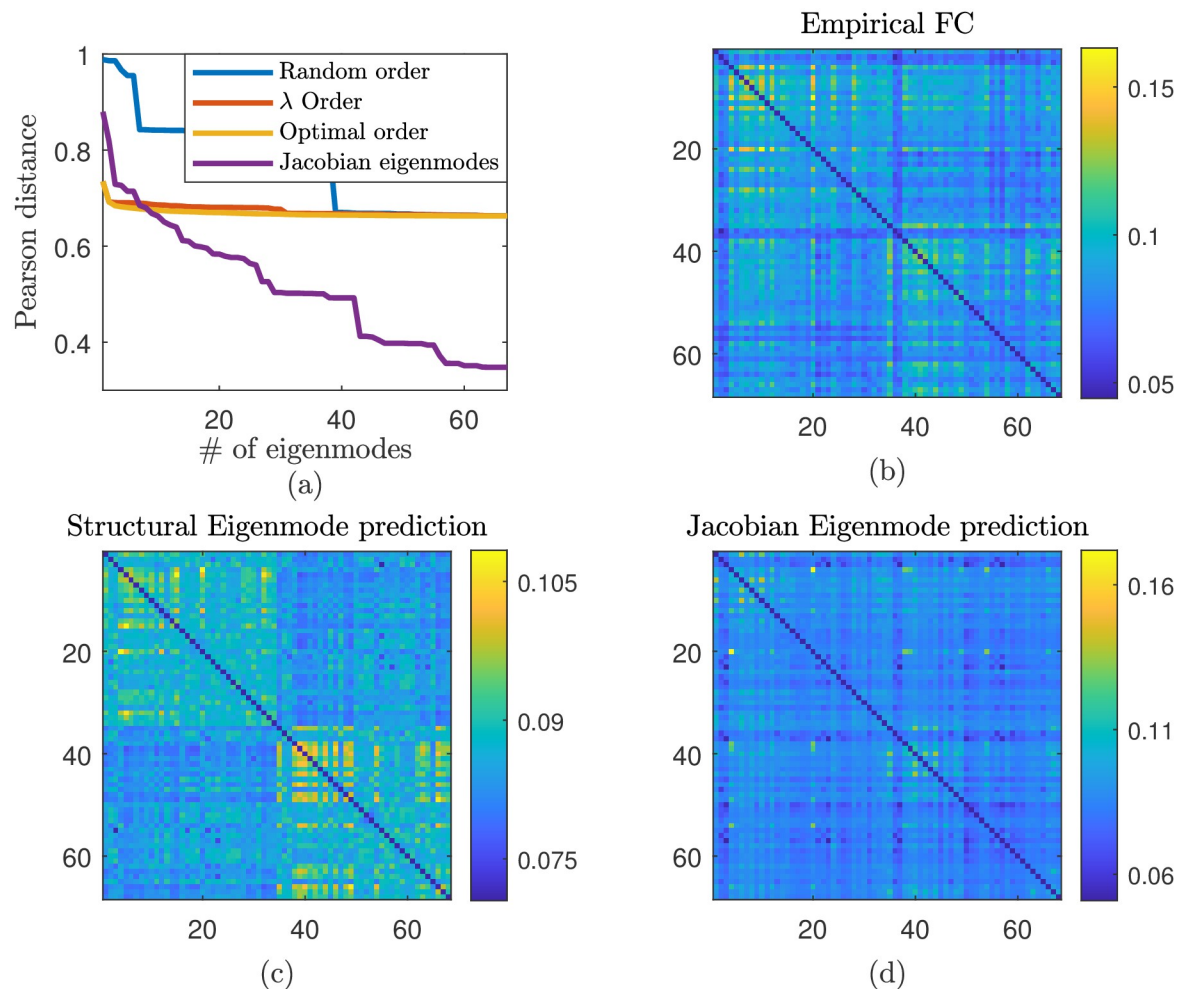 1
0.8
0.6
0.4
Pearson distance
Random order
λ Order
Optimal order
Jacobian eigenmodes
20 40 60
# of eigenmodes
(a)
Empirical FC
20
40
60
20 40 60
0.15
0.1
0.05
(b)
Structural Eigenmode prediction
20
40
60
20 40 60
0.105
0.09
0.075
(c)
Jacobian Eigenmode prediction
20
40
60
20 40 60
0.16
0.11
0.06
(d)